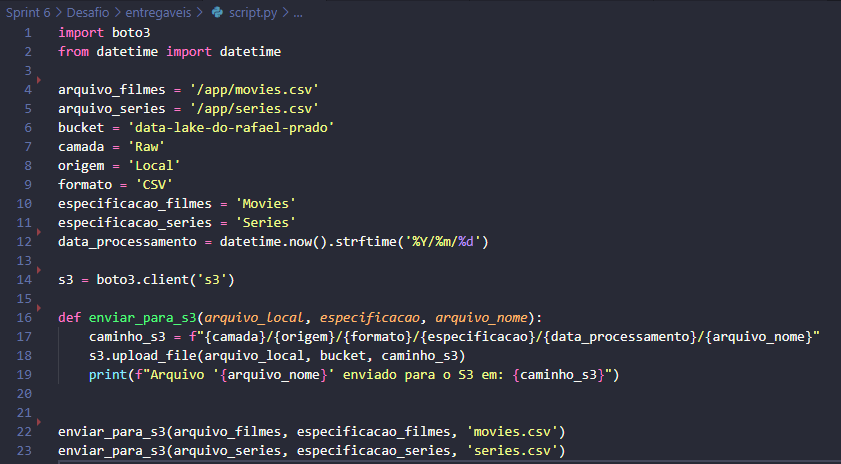 Sprint 6 > Desafio > entregaveis > script.py > ...
1 import boto3
2 from datetime import datetime
3
4 arquivo_filmes = '/app/movies.csv'
5 arquivo_series = '/app/series.csv'
6 bucket = 'data-lake-do-rafael-prado'
7 camada = 'Raw'
8 origem = 'Local'
9 formato = 'CSV'
10 especificacao_filmes = 'Movies'
11 especificacao_series = 'Series'
12 data_processamento = datetime.now().strftime('%Y/%m/%d')
13
14 s3 = boto3.client('s3')
15
16 def enviar_para_s3(arquivo_local, especificacao, arquivo_nome):
17     caminho_s3 = f"{camada}/{origem}/{formato}/{especificacao}/{data_processamento}/{arquivo_nome}"
18     s3.upload_file(arquivo_local, bucket, caminho_s3)
19     print(f"Arquivo '{arquivo_nome}' enviado para o S3 em: {caminho_s3}")
20
21
22 enviar_para_s3(arquivo_filmes, especificacao_filmes, 'movies.csv')
23 enviar_para_s3(arquivo_series, especificacao_series, 'series.csv')